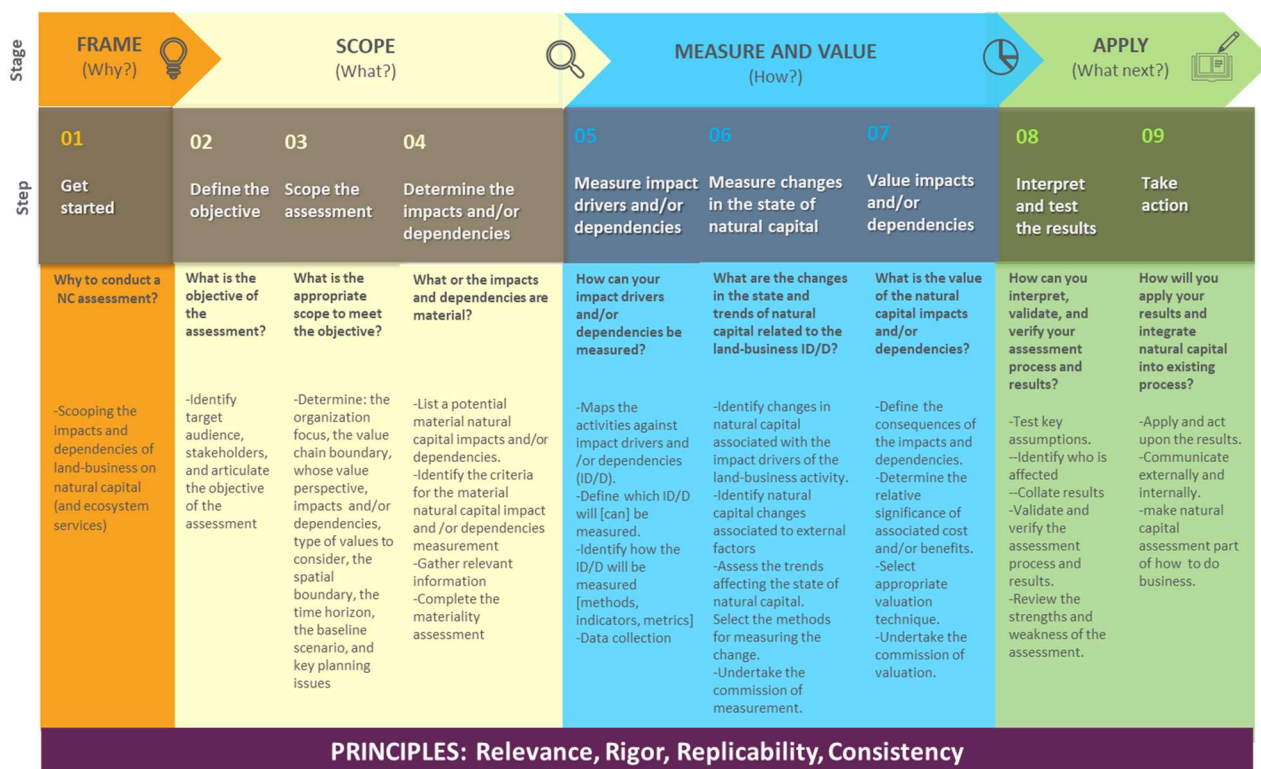 Stage
FRAME
(Why?)
SCOPE
(What?)
MEASURE AND VALUE
(How?)
APPLY
(What next?)
Step
01
Get
started
02
Define the
objective
03
Scope the
assessment
04
Determine the
impacts and/or
dependencies
05
Measure impact
drivers and/or
dependencies
06
Measure changes
in the state of
natural capital
07
Value impacts
and/or
dependencies
08
Interpret
and test
the results
09
Take
action
Why to conduct a
NC assessment?
-Scooping the
impacts and
dependencies of
land-business on
natural capital
(and ecosystem
services)
What is the
objective of
the
assessment?
-Identify
target
audience,
stakeholders,
and articulate
the objective
of the
assessment
What is the
appropriate
scope to meet
the objective?
-Determine: the
organization
focus, the value
chain boundary,
whose value
perspective,
impacts and/or
dependencies,
type of values to
consider, the
spatial
boundary, the
time horizon,
the baseline
scenario, and
key planning
issues
What or the impacts
and dependencies are
material?
-List a potential
material natural
capital impacts and/or
dependencies.
-Identify the criteria
for the material
natural capital impact
and /or dependencies
measurement
-Gather relevant
information
-Complete the
materiality
assessment
How can your
impact drivers
and/or
dependencies be
measured?
-Maps the
activities against
impact drivers and
/or dependencies
(ID/D).
-Define which ID/D
will [can] be
measured.
-Identify how the
ID/D will be
measured
[methods,
indicators, metrics]
-Data collection
What are the changes
in the state and
trends of natural
capital related to the
land-business ID/D?
-Identify changes in
natural capital
associated with the
impact drivers of the
land-business activity.
-Identify natural
capital changes
associated to external
factors
-Assess the trends
affecting the state of
natural capital.
Select the methods
for measuring the
change.
-Undertake the
commission of
measurement.
What is the value
of the natural
capital impacts
and/or
dependencies?
-Define the
consequences of
the impacts and
dependencies.
-Determine the
relative
significance of
associated cost
and/or benefits.
-Select
appropriate
valuation
technique.
-Undertake the
commission of
valuation.
How can you
interpret,
validate, and
verify your
assessment
process and
results?
-Test key
assumptions.
--Identify who is
affected
--Collate results
-Validate and
verify the
assessment
process and
results.
-Review the
strengths and
weakness of the
assessment.
How will you
apply your
results and
integrate
natural capital
into existing
process?
-Apply and act
upon the results.
-Communicate
externally and
internally.
-make natural
capital
assessment part
of how to do
business.
PRINCIPLES: Relevance, Rigor, Replicability, Consistency